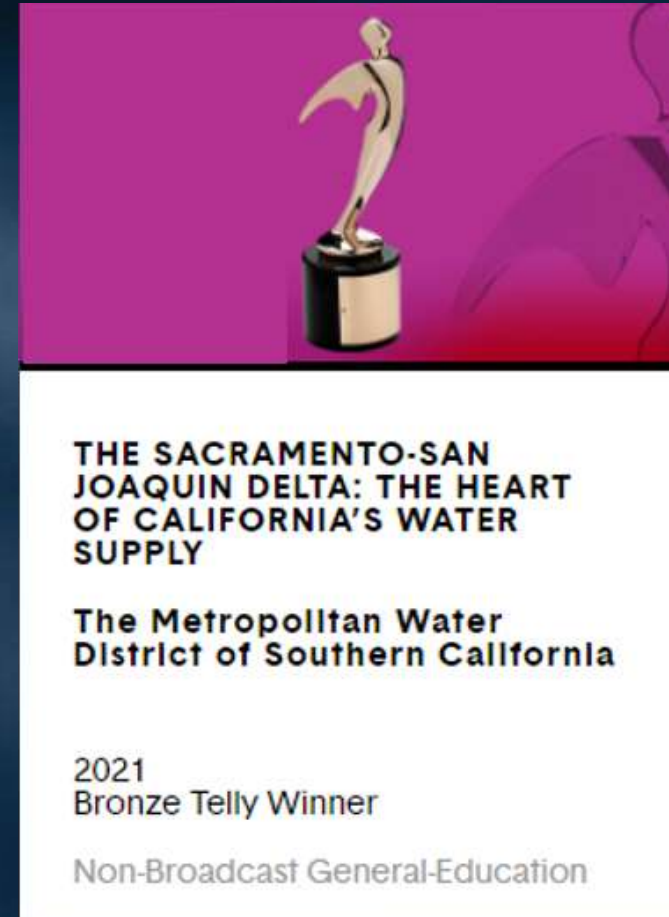 THE SACRAMENTO-SAN
JOAQUIN DELTA: THE HEART
OF CALIFORNIA'S WATER
SUPPLY
The Metropolitan Water
District of Southern California
2021
Bronze Telly Winner
Non-Broadcast General-Education